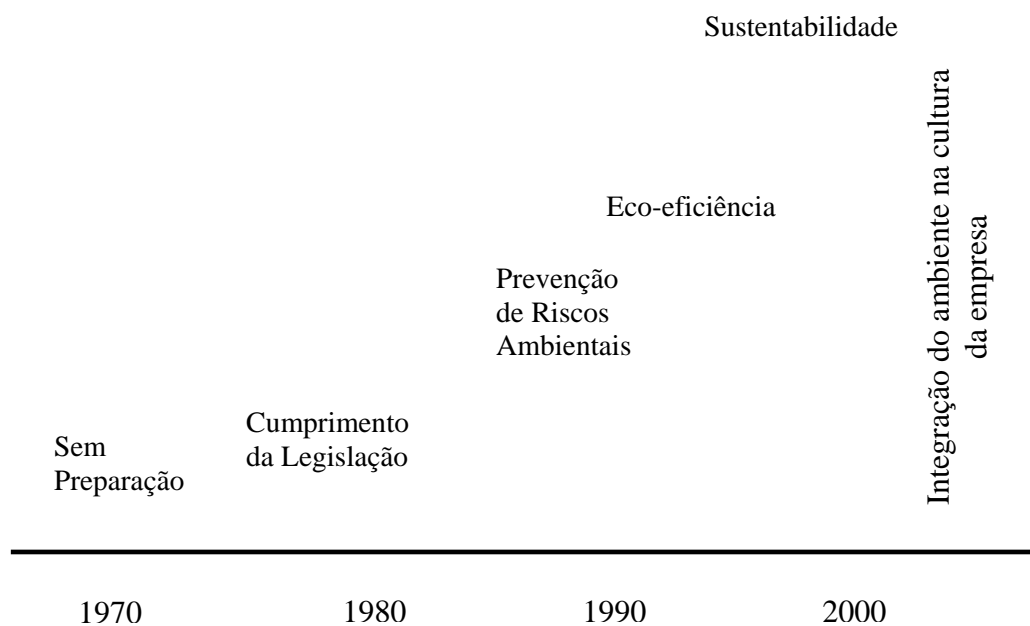 Sustentabilidade
Eco-eficiência
Prevenção
de Riscos
Ambientais
Cumprimento
da Legislação
Sem
Preparação
Integração do ambiente na cultura
da empresa
1970
1980
1990
2000